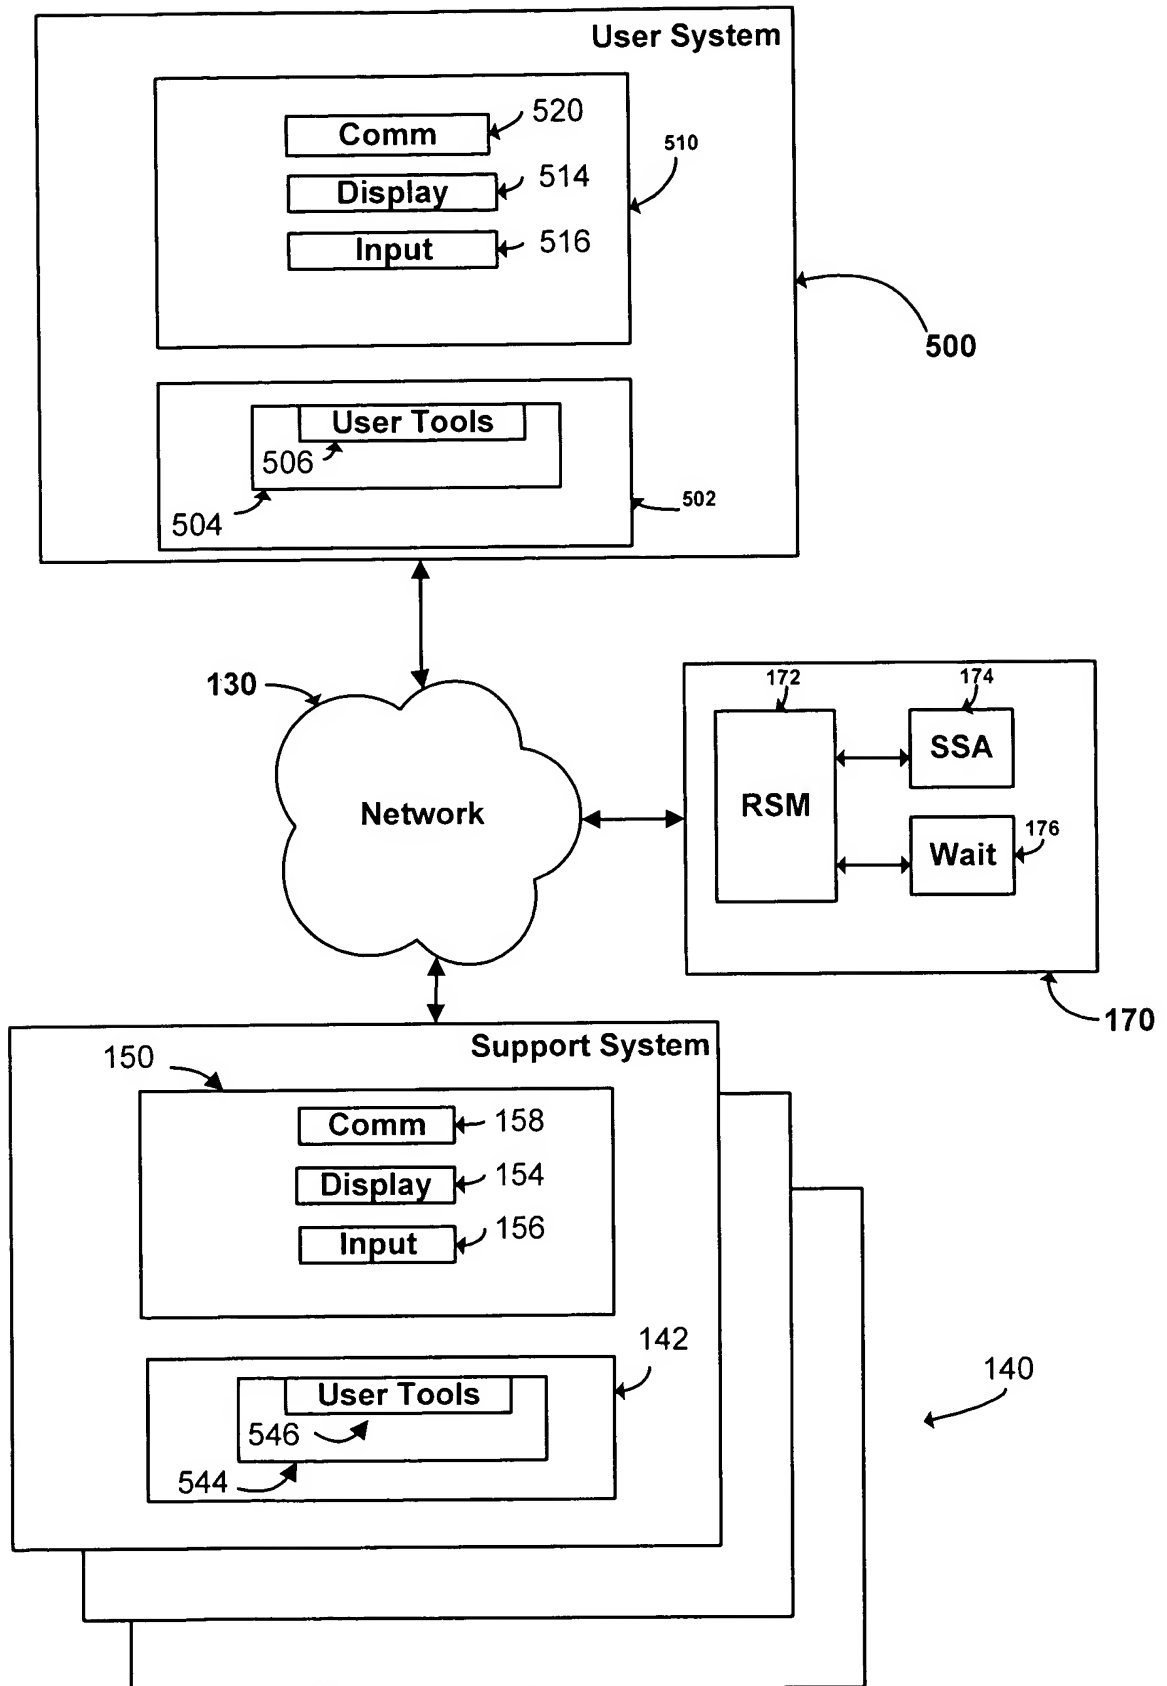 User System
Comm
520
510
Display
514
Input
516
500
User Tools
506
504
502
130
Network
172
174
RSM
SSA
Wait
176
170
Support System
150
Comm
158
Display
154
Input
156
142
User Tools
546
544
140